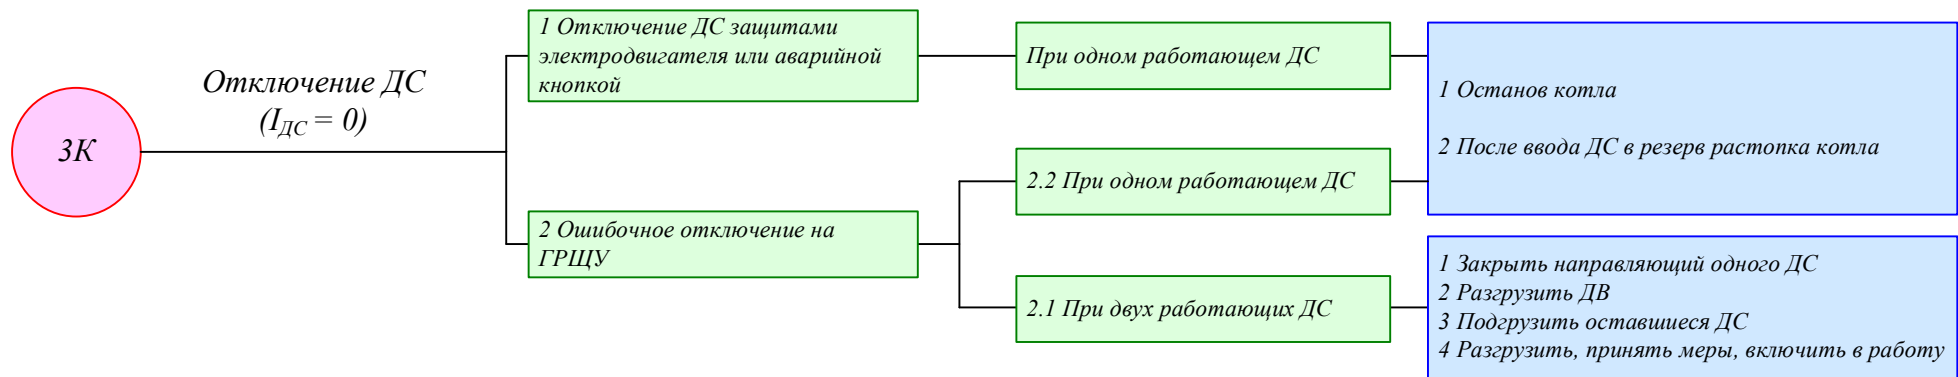 3К
Отключение ДС
(IДС = 0)
1 Отключение ДС защитами
электродвигателя или аварийной
кнопкой
2 Ошибочное отключение на
ГРЩУ
При одном работающем ДС
2.2 При одном работающем ДС
2.1 При двух работающих ДС
1 Останов котла
2 После ввода ДС в резерв растопка котла
1 Закрыть направляющий одного ДС
2 Разгрузить ДВ
3 Подгрузить оставшиеся ДС
4 Разгрузить, принять меры, включить в работу